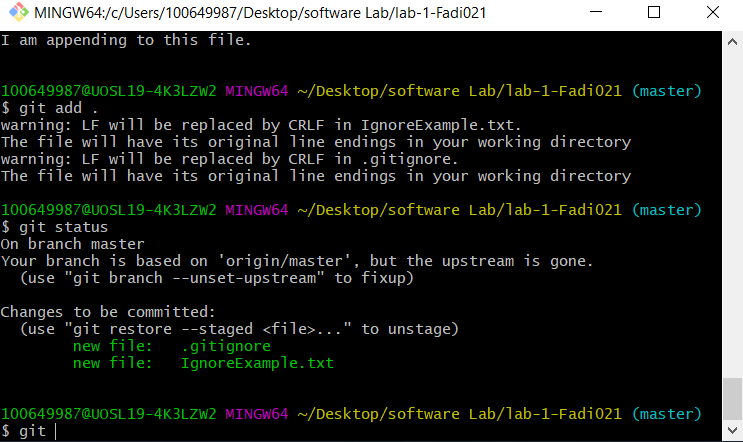 MINGW64:/c/Users/100649987/Desktop/software Lab/lab-1-Fadi021
I am appending to this file.
100649987@UOSL19-4K3LZW2 MINGW64 ~/Desktop/software Lab/lab-1-Fadi021 (master)
$ git add .
warning: LF will be replaced by CRLF in IgnoreExample.txt.
The file will have its original line endings in your working directory
warning: LF will be replaced by CRLF in .gitignore.
The file will have its original line endings in your working directory
100649987@UOSL19-4K3LZW2 MINGW64 ~/Desktop/software Lab/lab-1-Fadi021 (master)
$ git status
On branch master
Your branch is based on 'origin/master', but the upstream is gone.
  (use "git branch --unset-upstream" to fixup)
Changes to be committed:
  (use "git restore --staged <file>..." to unstage)
        new file:   .gitignore
        new file:   IgnoreExample.txt
100649987@UOSL19-4K3LZW2 MINGW64 ~/Desktop/software Lab/lab-1-Fadi021 (master)
$ git